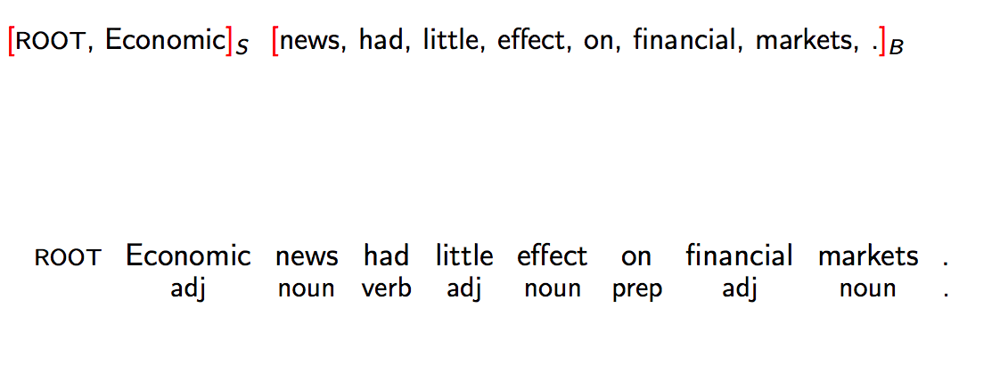 [ROOT, Economic]S [news, had, little, effect, on, financial, markets, .]B
ROOT Economic news had little effect on financial markets .
adj noun verb adj noun prep adj noun .